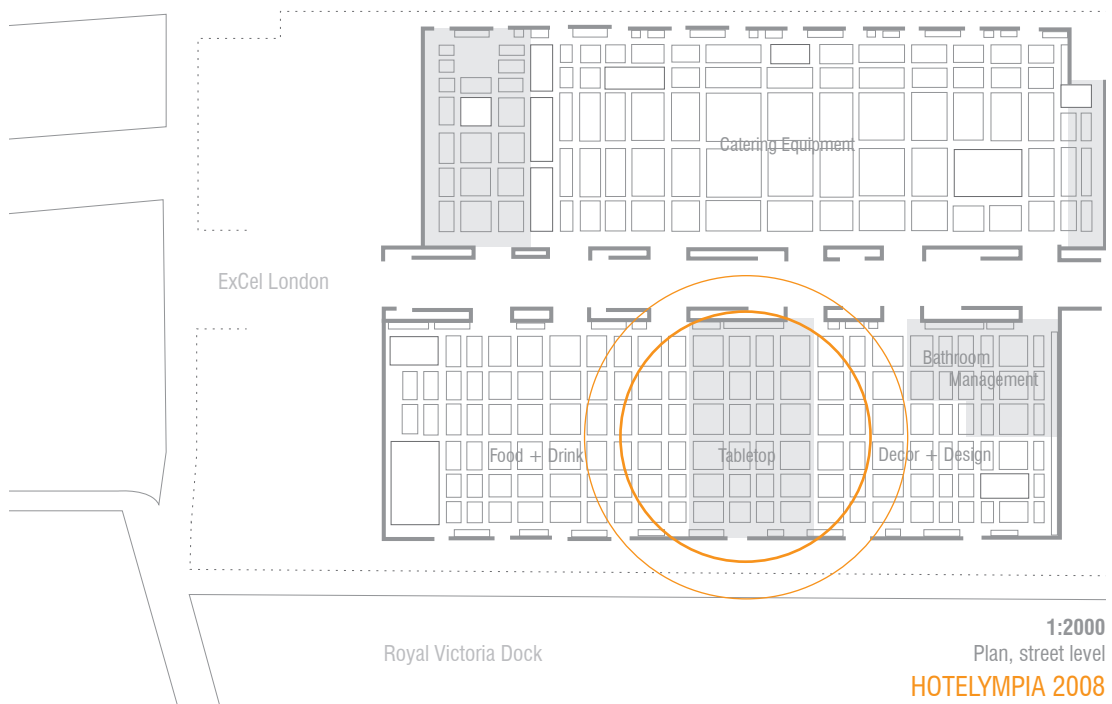 Catering Equipment
ExCel London
Bathroom
Management
Food + Drink
Tabletop
Decor + Design
Royal Victoria Dock
1:2000
Plan, street level
HOTELYMPIA 2008